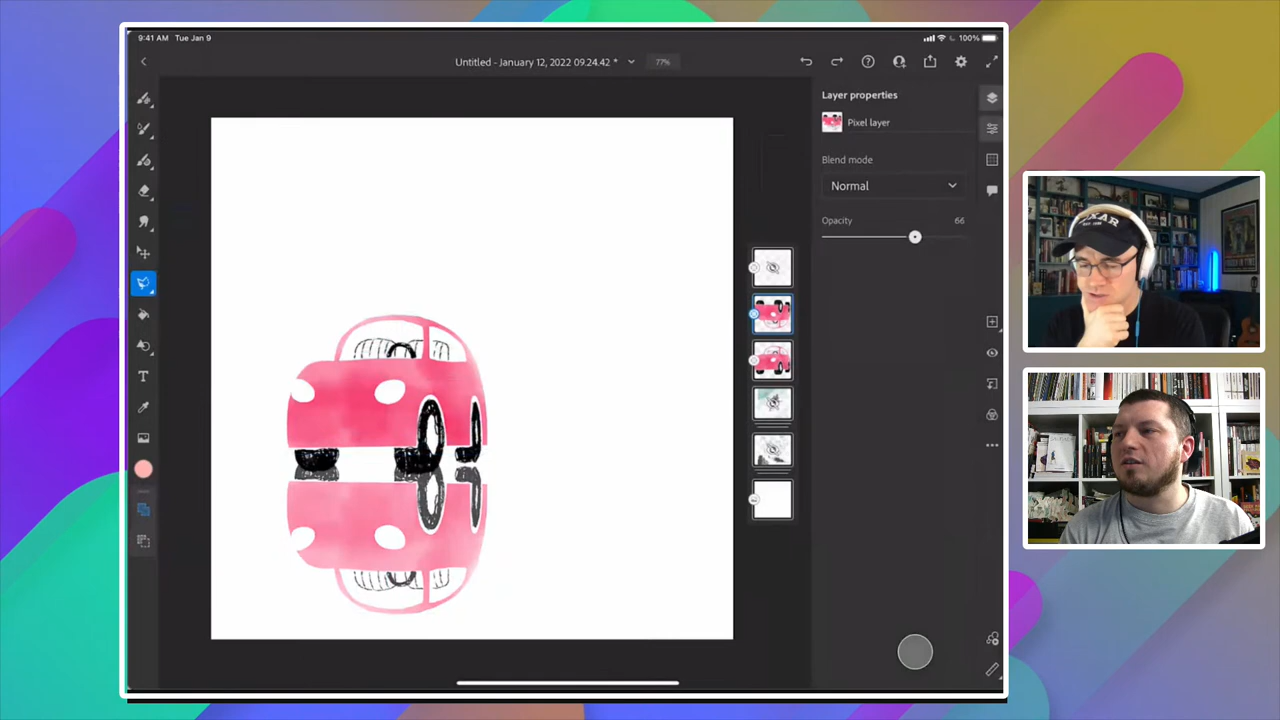 9:41 AM Tue Jan 9
100%
Untitled - January 12, 2022 09.24.42 *
77%
Layer properties
Pixel layer
Blend mode
Normal
Opacity
66
T